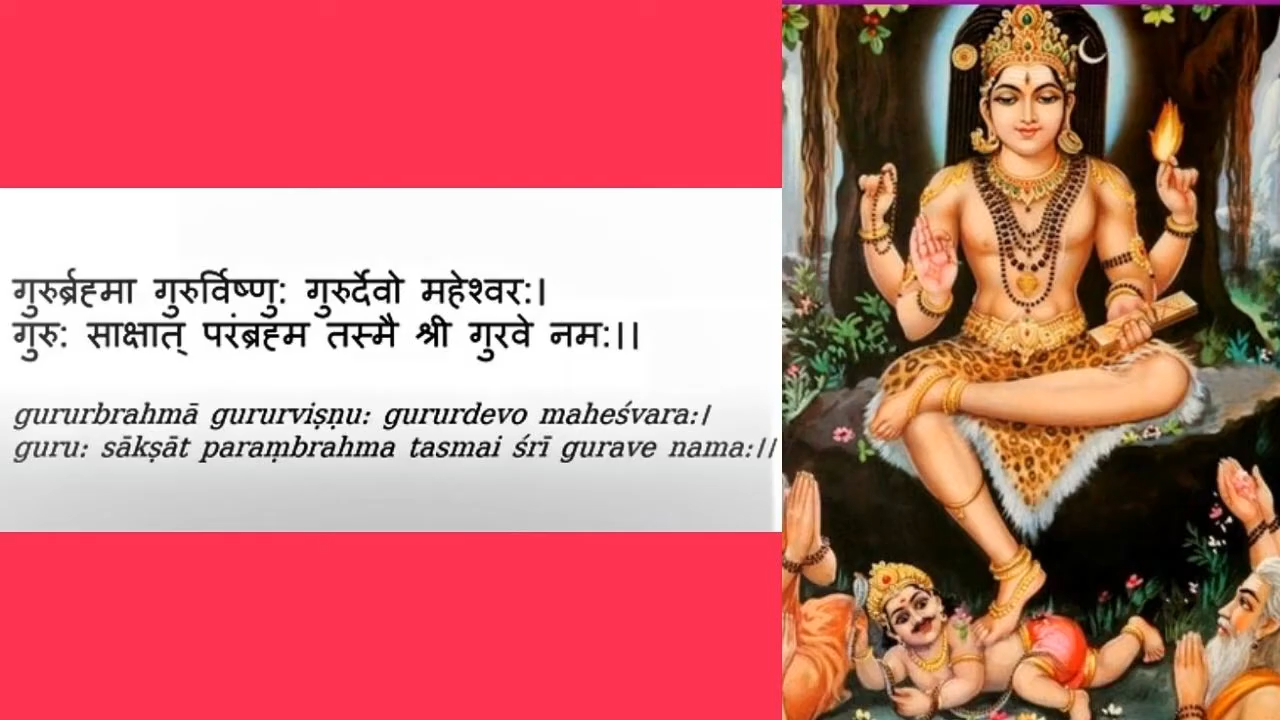 गुरुर्ब्रह्मा गुरुर्विष्णु: गुरुर्देवो महेश्वर:।
गुरु: साक्षात् परंब्रह्म तस्मै श्री गुरवे नम:।।
gururbrahmā gururviṣṇu: gururdevo maheśvara:।
guru: sākṣāt paraṃbrahma tasmai śrī gurave nama:।।